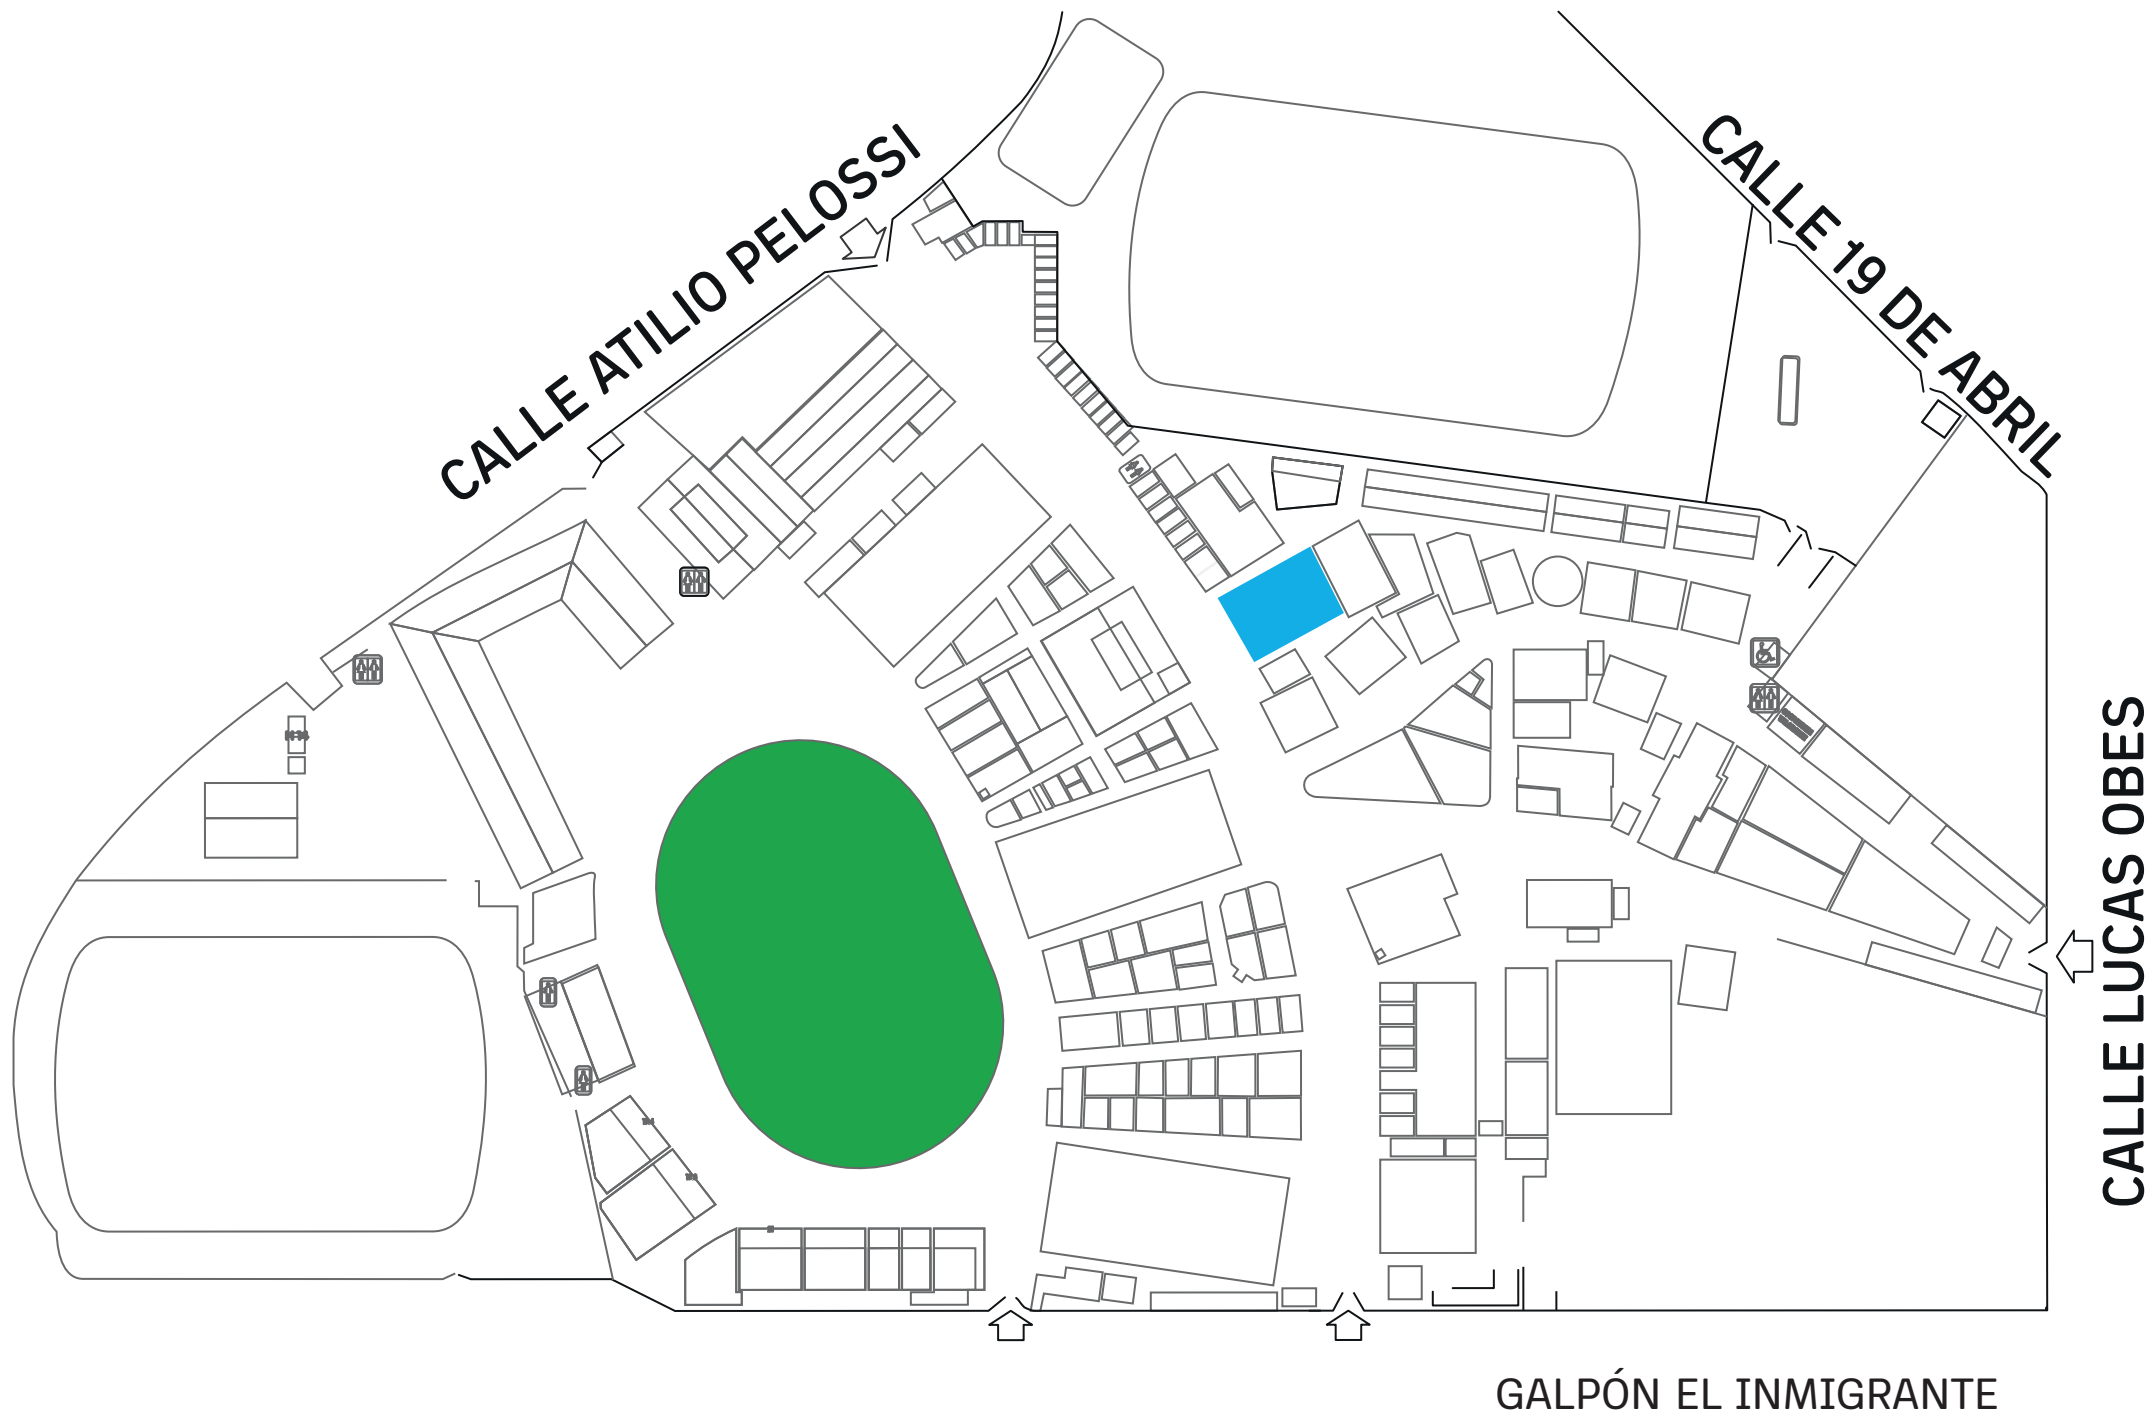 CALLE ATILIO PELOSSI
CALLE 19 DE ABRIL
CALLE LUCAS OBES
GALPÓN EL INMIGRANTE